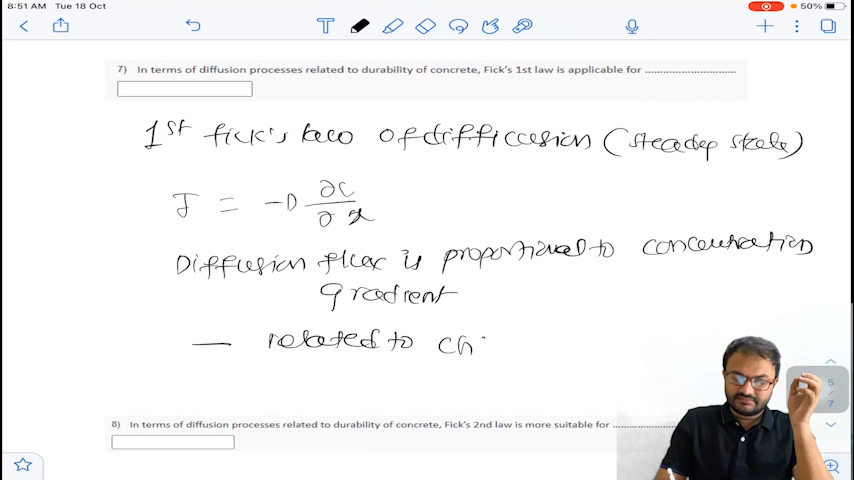 8:51 AM Tue 18 Oct
50%
7) In terms of diffusion processes related to durability of concrete, Fick's 1st law is applicable for ..............................
1st fick's law of difficusion (steady state)
J = -D ∂C/∂x
Diffusion flux is proportional to concentration
gradient
— related to chi
5
/
7
8) In terms of diffusion processes related to durability of concrete, Fick's 2nd law is more suitable for ..............